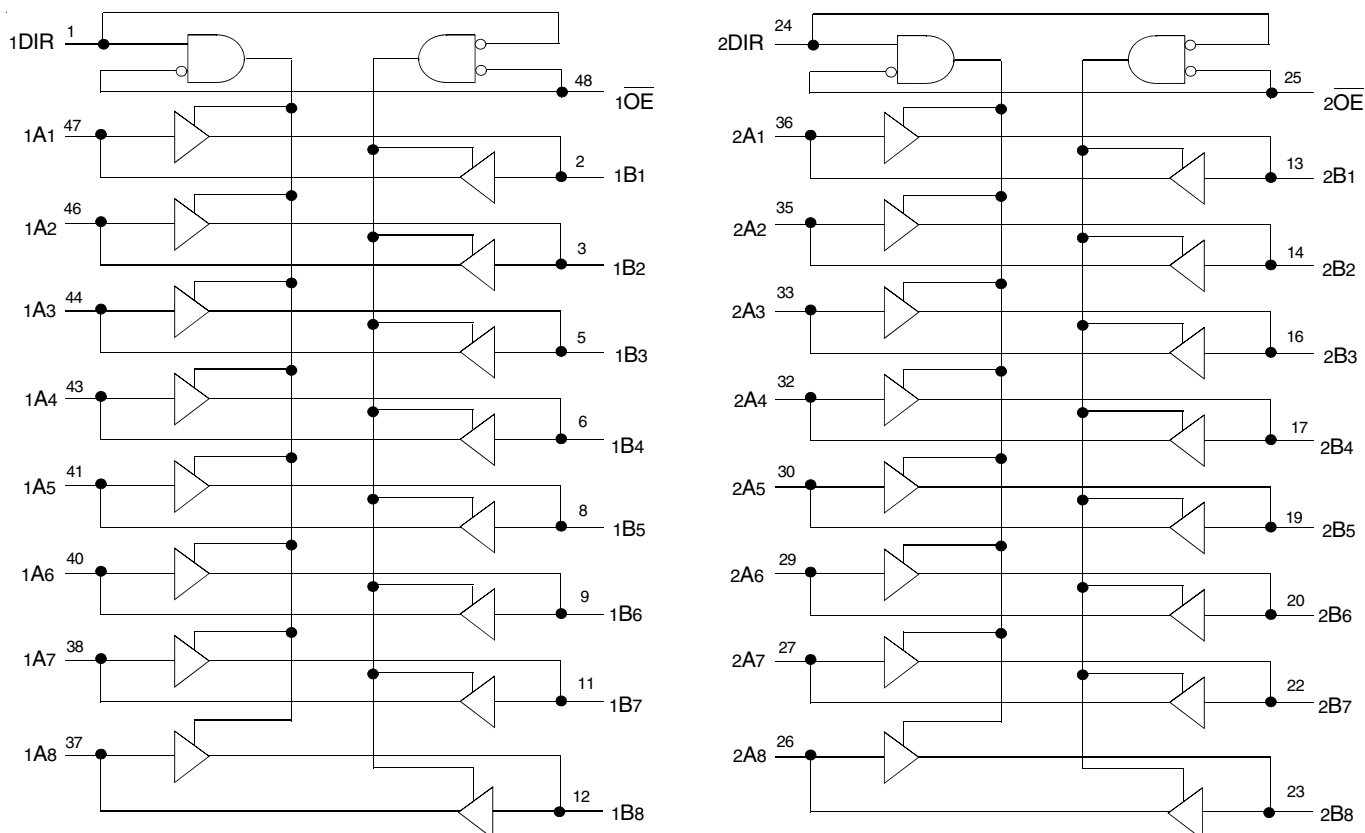 1DIR 1 24 2DIR
48 1OE 25 2OE
1A1 47 2A1 36
2 1B1 13 2B1
1A2 46 2A2 35
3 1B2 14 2B2
1A3 44 2A3 33
5 1B3 16 2B3
1A4 43 2A4 32
6 1B4 17 2B4
1A5 41 2A5 30
8 1B5 19 2B5
1A6 40 2A6 29
9 1B6 20 2B6
1A7 38 2A7 27
11 1B7 22 2B7
1A8 37 2A8 26
12 1B8 23 2B8